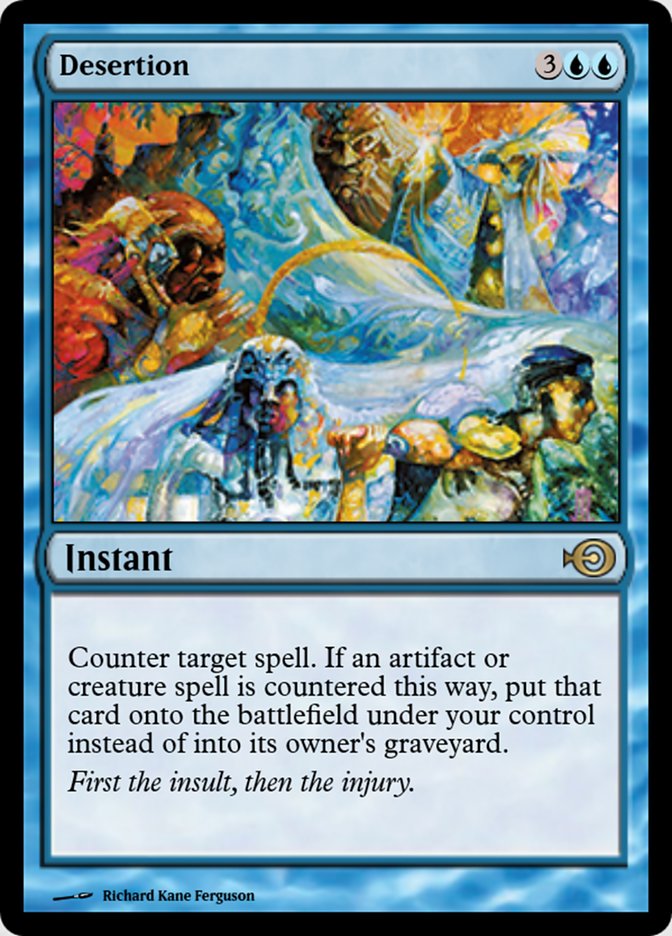 Desertion 3
Instant
Counter target spell. If an artifact or
creature spell is countered this way, put that
card onto the battlefield under your control
instead of into its owner's graveyard.
First the insult, then the injury.
Richard Kane Ferguson